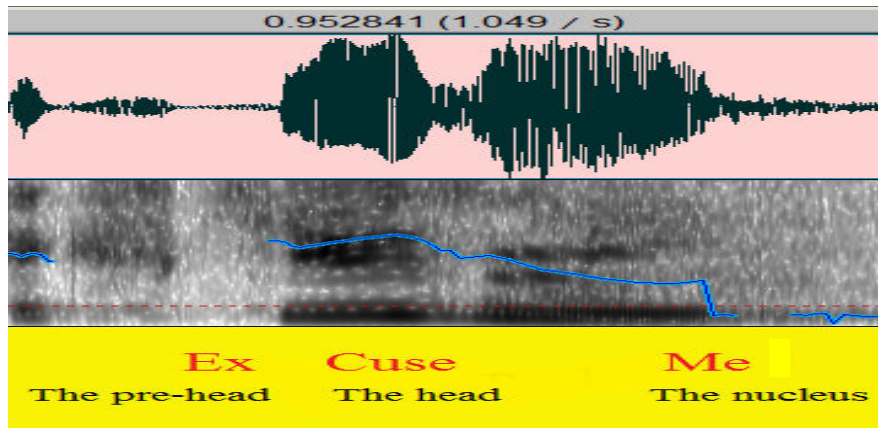 0.952841 (1.049 / s)
Ex Cuse Me
The pre-head The head The nucleus